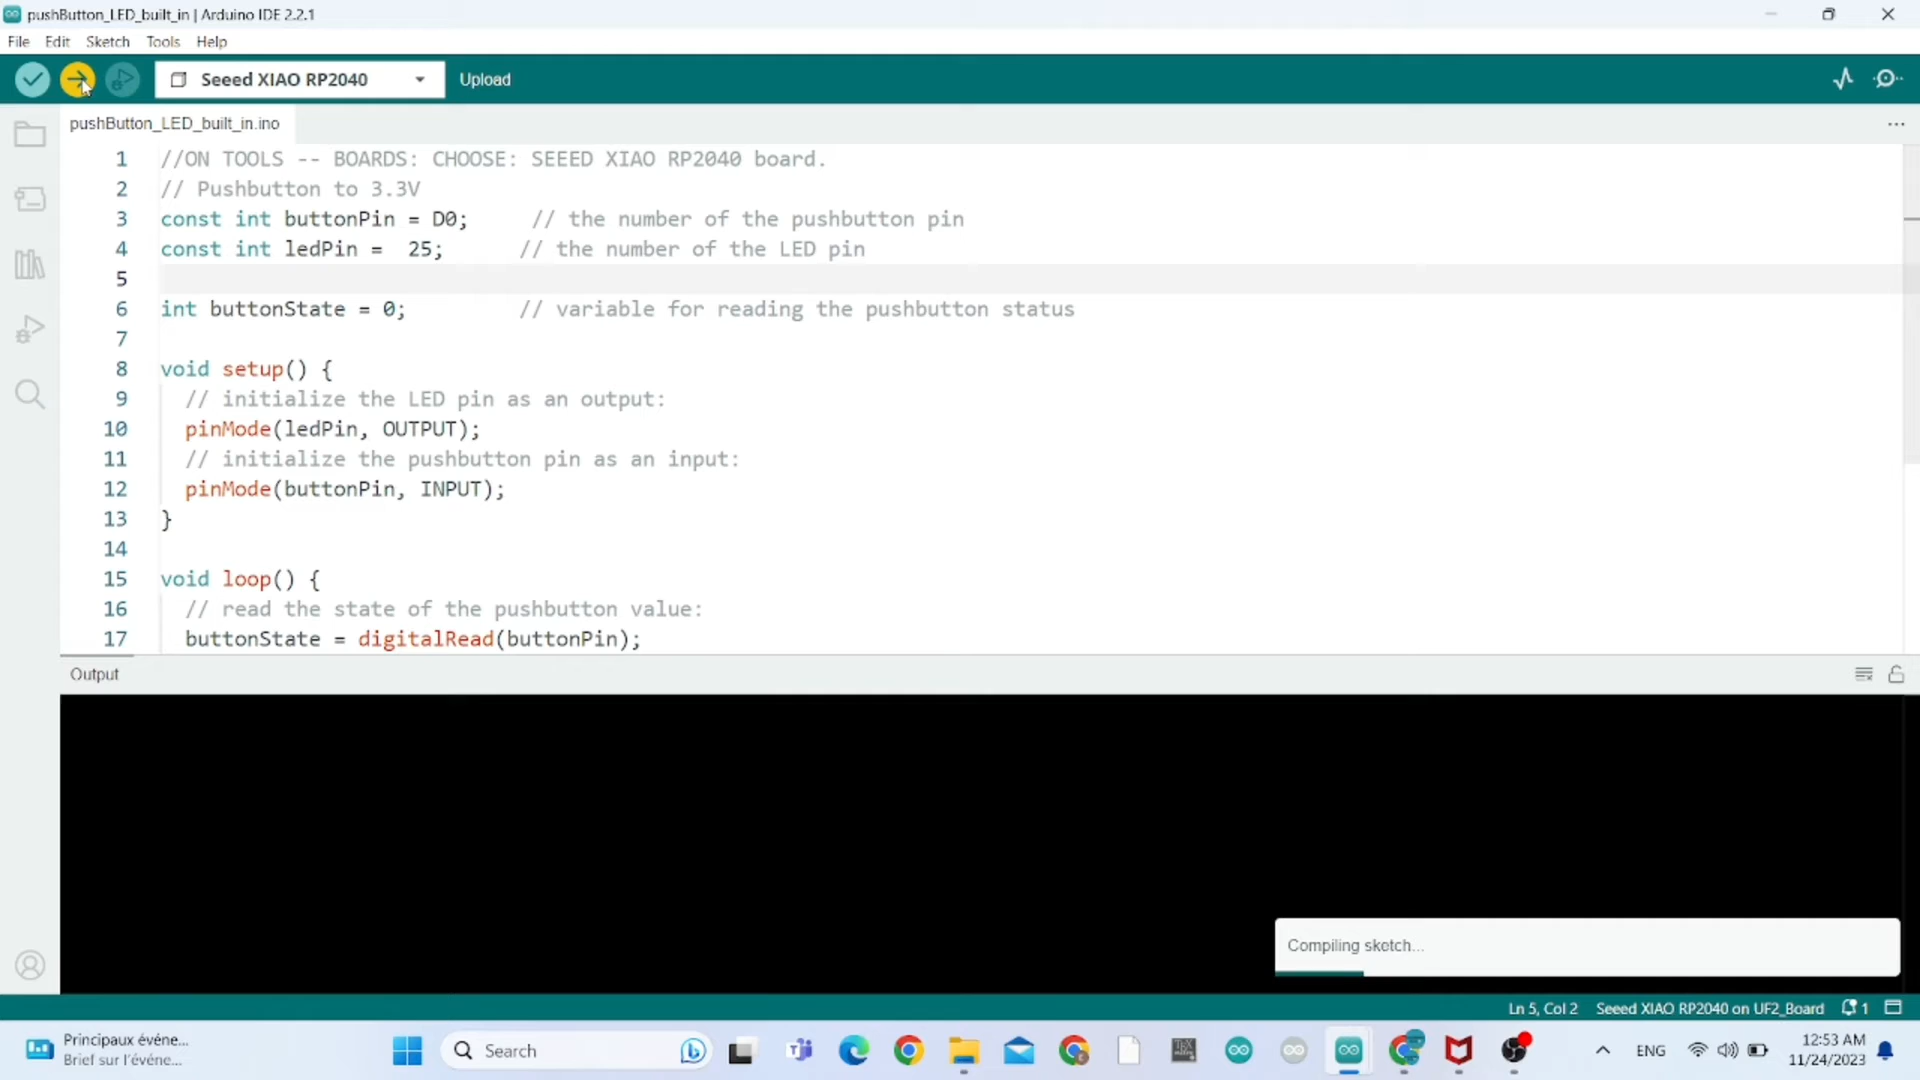 pushButton_LED_built_in | Arduino IDE 2.2.1
File Edit Sketch Tools Help
Seeed XIAO RP2040 Upload
pushButton_LED_built_in.ino
1 //ON TOOLS -- BOARDS: CHOOSE: SEEED XIAO RP2040 board.
2 // Pushbutton to 3.3V
3 const int buttonPin = D0; // the number of the pushbutton pin
4 const int ledPin = 25; // the number of the LED pin
5
6 int buttonState = 0; // variable for reading the pushbutton status
7
8 void setup() {
9 // initialize the LED pin as an output:
10 pinMode(ledPin, OUTPUT);
11 // initialize the pushbutton pin as an input:
12 pinMode(buttonPin, INPUT);
13 }
14
15 void loop() {
16 // read the state of the pushbutton value:
17 buttonState = digitalRead(buttonPin);
Output
Compiling sketch...
Ln 5, Col 2 Seeed XIAO RP2040 on UF2_Board 1
Principaux événe...
Brief sur l'événe...
Search
ENG
12:53 AM
11/24/2023